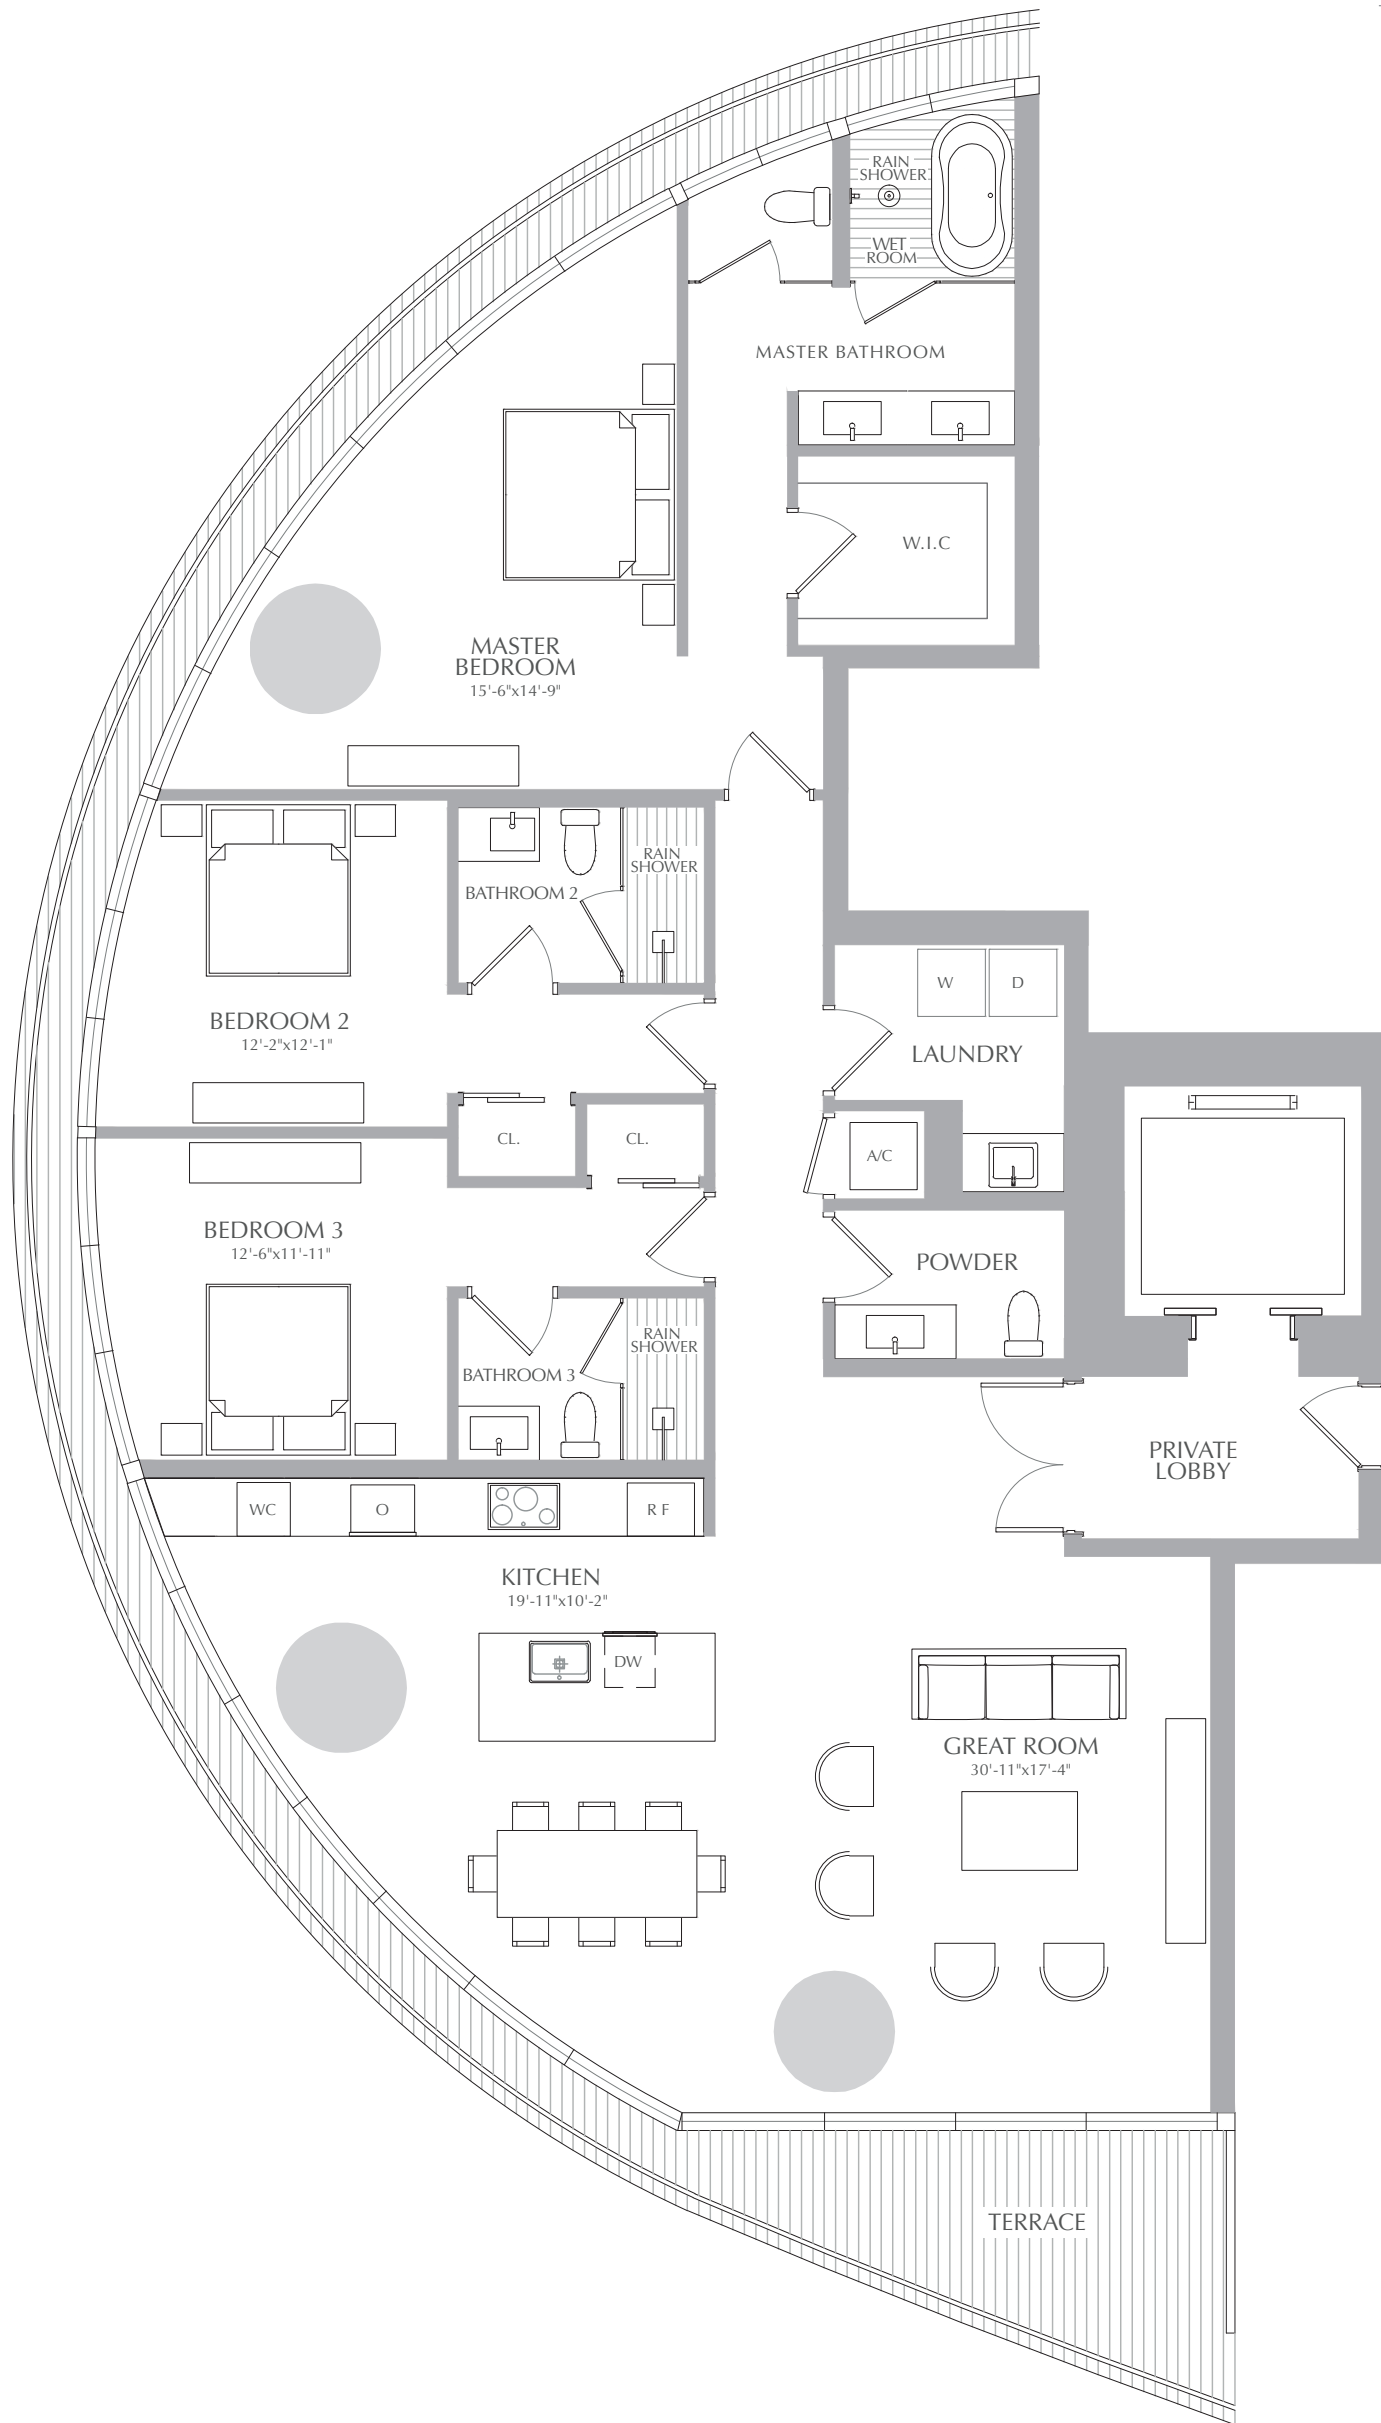 RAIN
SHOWER
WET
ROOM
MASTER BATHROOM
W.I.C
MASTER
BEDROOM
15'-6"x14'-9"
RAIN
SHOWER
BATHROOM 2
W
D
BEDROOM 2
12'-2"x12'-1"
LAUNDRY
CL.
CL.
A/C
BEDROOM 3
12'-6"x11'-11"
POWDER
RAIN
SHOWER
BATHROOM 3
PRIVATE
LOBBY
WC
O
R F
KITCHEN
19'-11"x10'-2"
DW
GREAT ROOM
30'-11"x17'-4"
TERRACE